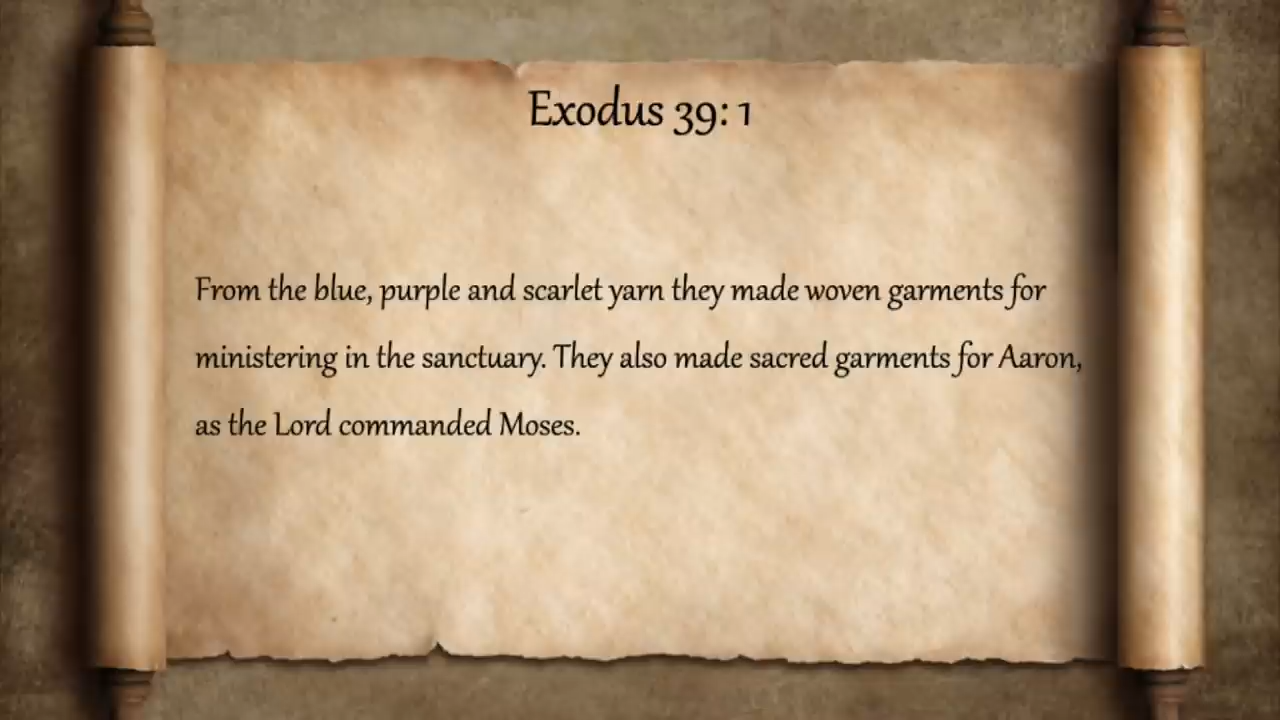 Exodus 39: 1
From the blue, purple and scarlet yarn they made woven garments for
ministering in the sanctuary. They also made sacred garments for Aaron,
as the Lord commanded Moses.